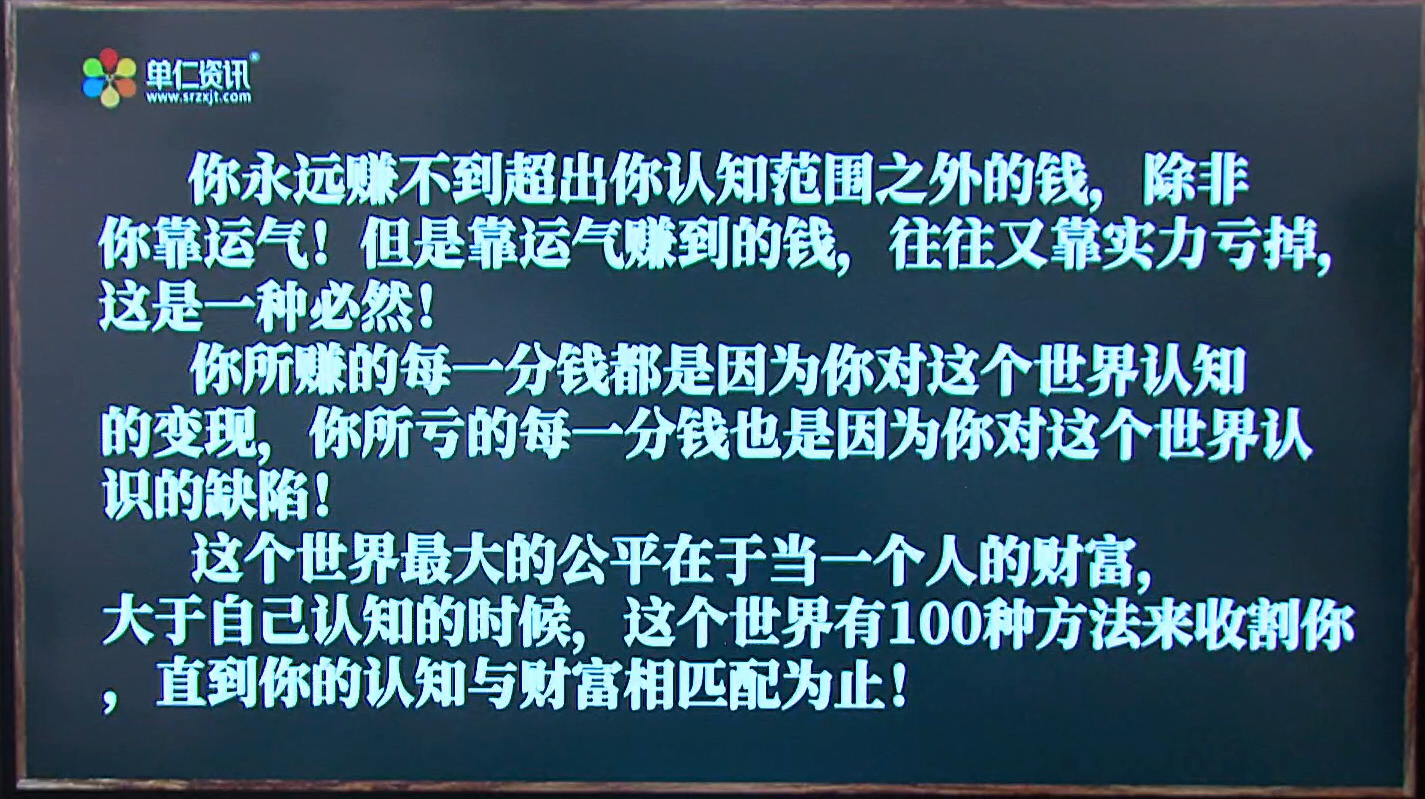 单仁资讯®
www.srzxjt.com
你永远赚不到超出你认知范围之外的钱，除非
你靠运气！但是靠运气赚到的钱，往往又靠实力亏掉，
这是一种必然！
你所赚的每一分钱都是因为你对这个世界认知
的变现，你所亏的每一分钱也是因为你对这个世界认
识的缺陷！
这个世界最大的公平在于当一个人的财富，
大于自己认知的时候，这个世界有100种方法来收割你
，直到你的认知与财富相匹配为止！